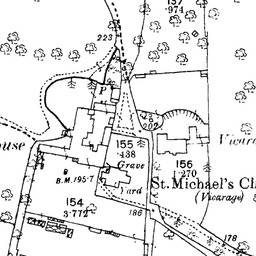 137
.974
223
P
202
ouse
155
.438
Vicara
Grave
156
1.270
B.M. 195.7
St. Michael's Ch
Yard
(Vicarage)
154
3.772
186
178